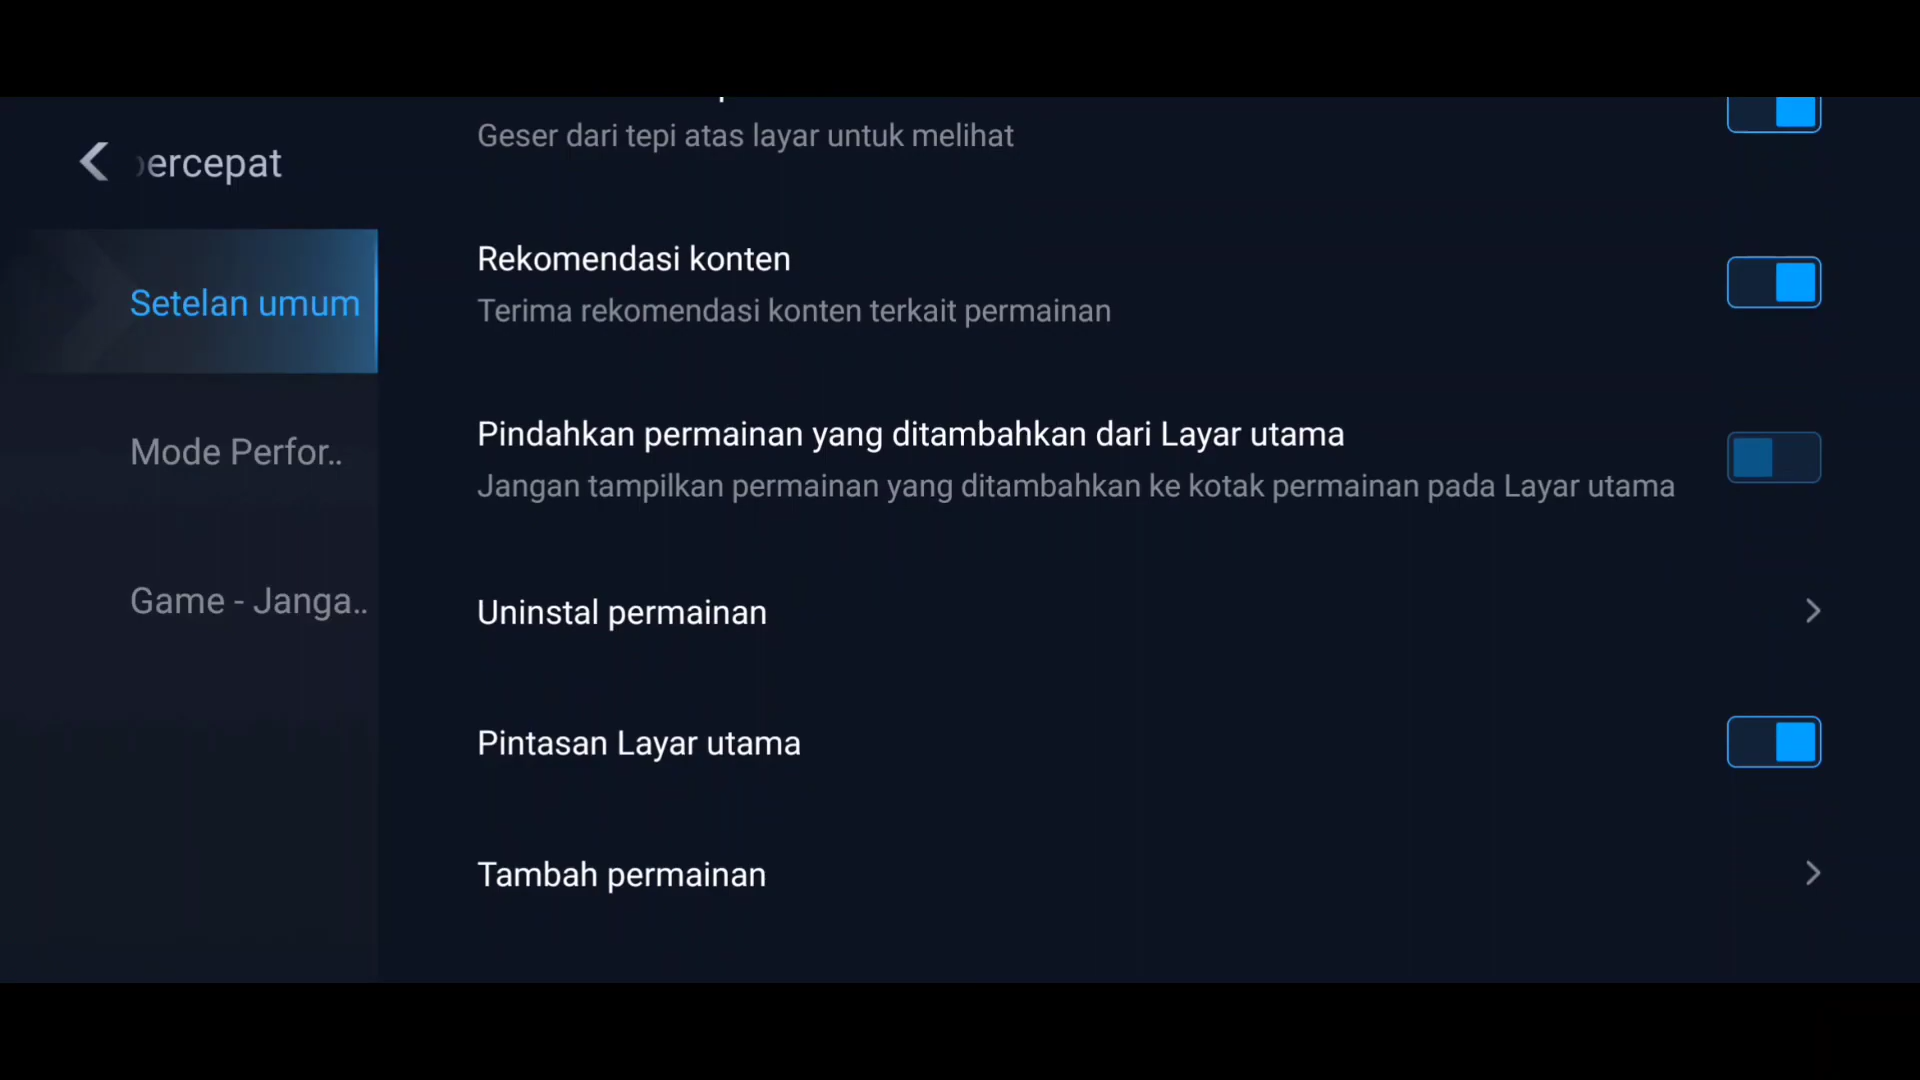 ercepat
Setelan umum
Mode Perfor..
Game - Janga..
Geser dari tepi atas layar untuk melihat
Rekomendasi konten
Terima rekomendasi konten terkait permainan
Pindahkan permainan yang ditambahkan dari Layar utama
Jangan tampilkan permainan yang ditambahkan ke kotak permainan pada Layar utama
Uninstal permainan
Pintasan Layar utama
Tambah permainan